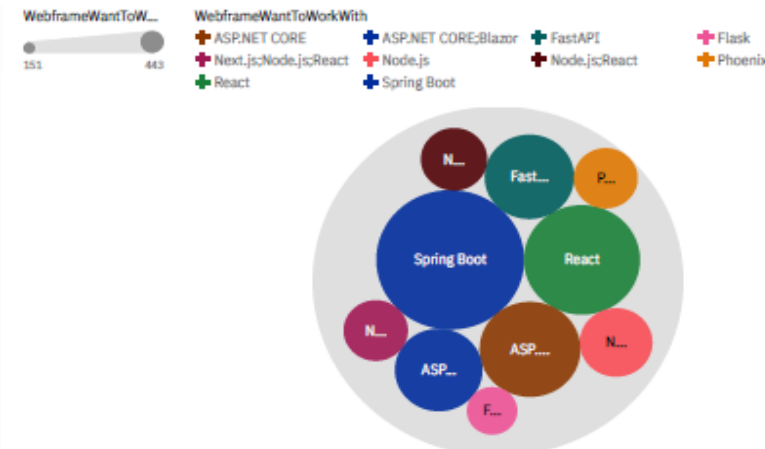 WebframeWantToW...
151
443
WebframeWantToWorkWith
ASP.NET CORE
ASP.NET CORE;Blazor
FastAPI
Flask
Next.js;Node.js;React
Node.js
Node.js;React
Phoenix
React
Spring Boot
N...
Fast...
P...
Spring Boot
React
N...
ASP....
N...
ASP...
F...